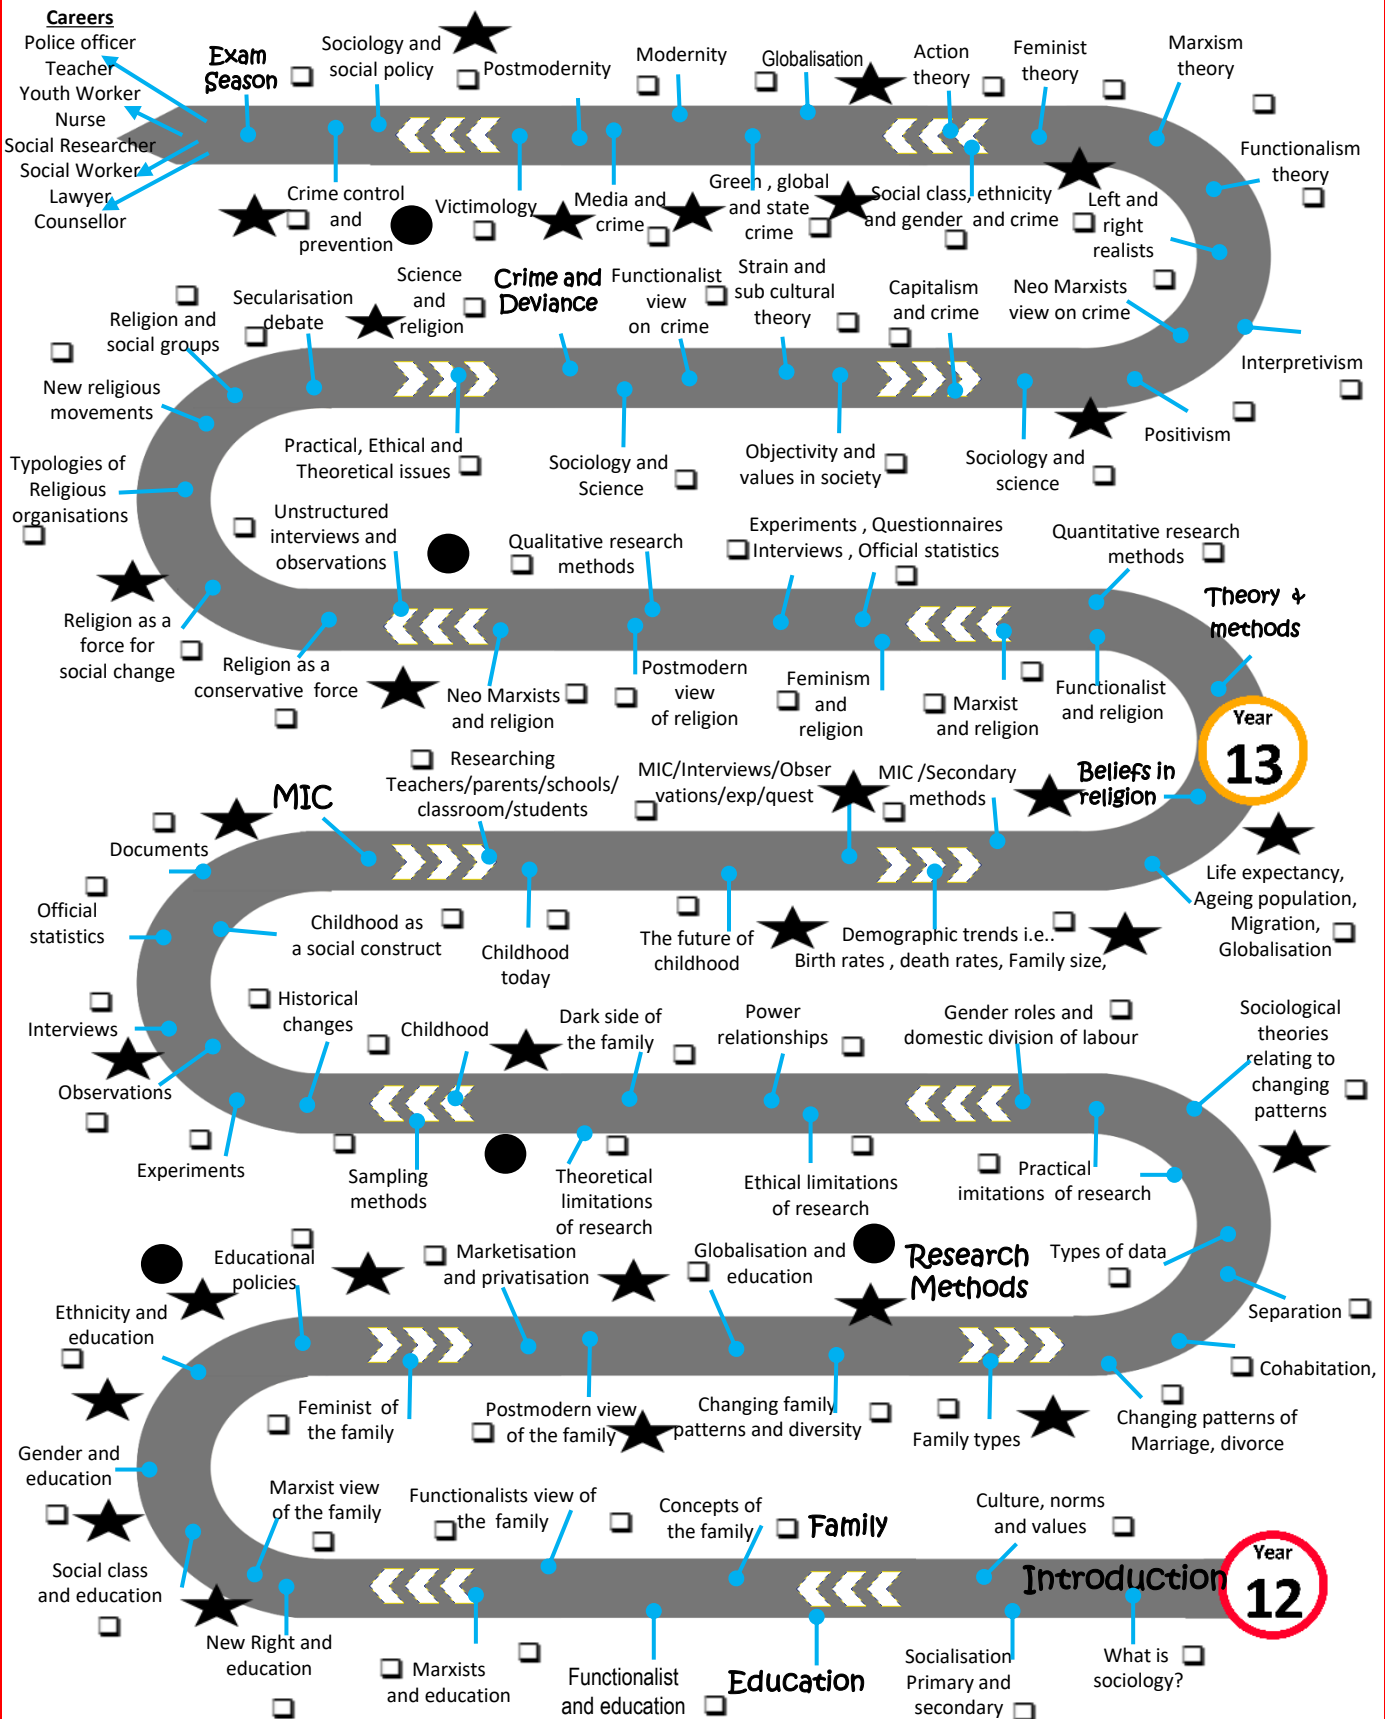 Careers
Police officer
Teacher
Youth Worker
Nurse
Social Researcher
Social Worker
Lawyer
Counsellor
Exam
Season
Sociology and
social policy
Postmodernity
Modernity
Globalisation
Action
theory
Feminist
theory
Marxism
theory
Functionalism
theory
Crime control
and
prevention
Victimology
Media and
crime
Green , global
and state
crime
Social class, ethnicity
and gender and crime
Left and
right
realists
Religion and
social groups
Secularisation
debate
Science
and
religion
Crime and
Deviance
Functionalist
view
on crime
Strain and
sub cultural
theory
Capitalism
and crime
Neo Marxists
view on crime
Interpretivism
New religious
movements
Positivism
Typologies of
Religious
organisations
Practical, Ethical and
Theoretical issues
Sociology and
Science
Objectivity and
values in society
Sociology and
science
Unstructured
interviews and
observations
Qualitative research
methods
Experiments , Questionnaires
Interviews , Official statistics
Quantitative research
methods
Theory &
methods
Religion as a
force for
social change
Religion as a
conservative force
Neo Marxists
and religion
Postmodern
view
of religion
Feminism
and
religion
Marxist
and religion
Functionalist
and religion
Year
13
MIC
Researching
Teachers/parents/schools/
classroom/students
MIC/Interviews/Obser
vations/exp/quest
MIC /Secondary
methods
Beliefs in
religion
Documents
Official
statistics
Childhood as
a social construct
Childhood
today
The future of
childhood
Demographic trends i.e..
Birth rates , death rates, Family size,
Life expectancy,
Ageing population,
Migration,
Globalisation
Interviews
Observations
Experiments
Historical
changes
Childhood
Dark side of
the family
Power
relationships
Gender roles and
domestic division of labour
Sociological
theories
relating to
changing
patterns
Sampling
methods
Theoretical
limitations
of research
Ethical limitations
of research
Practical
imitations of research
Educational
policies
Marketisation
and privatisation
Globalisation and
education
Research
Methods
Types of data
Separation
Ethnicity and
education
Cohabitation,
Feminist of
the family
Postmodern view
of the family
Changing family
patterns and diversity
Family types
Changing patterns of
Marriage, divorce
Gender and
education
Marxist view
of the family
Functionalists view of
the family
Concepts of
the family
Family
Culture, norms
and values
Introduction
Year
12
Social class
and education
New Right and
education
Marxists
and education
Functionalist
and education
Education
Socialisation
Primary and
secondary
What is
sociology?